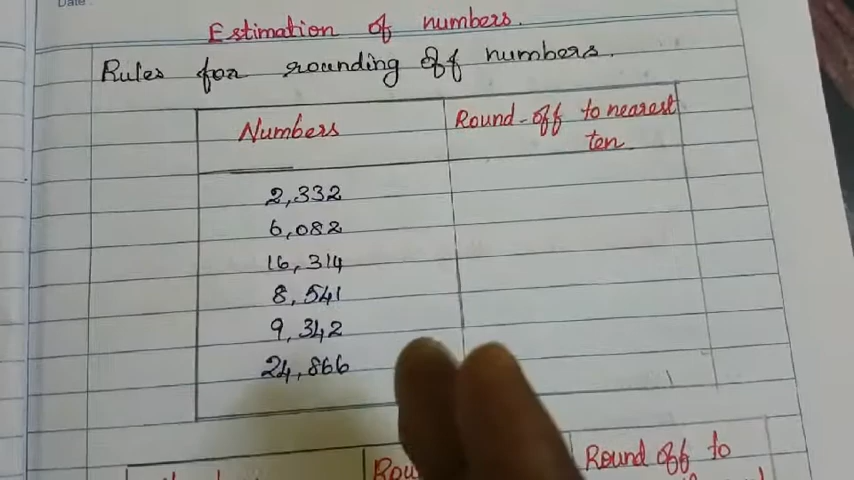 Date:
Estimation of numbers.
Rules for rounding off numbers.
Numbers Round-off to nearest
ten
2,332
6,082
16,314
8,541
9,342
24,866
Round off to